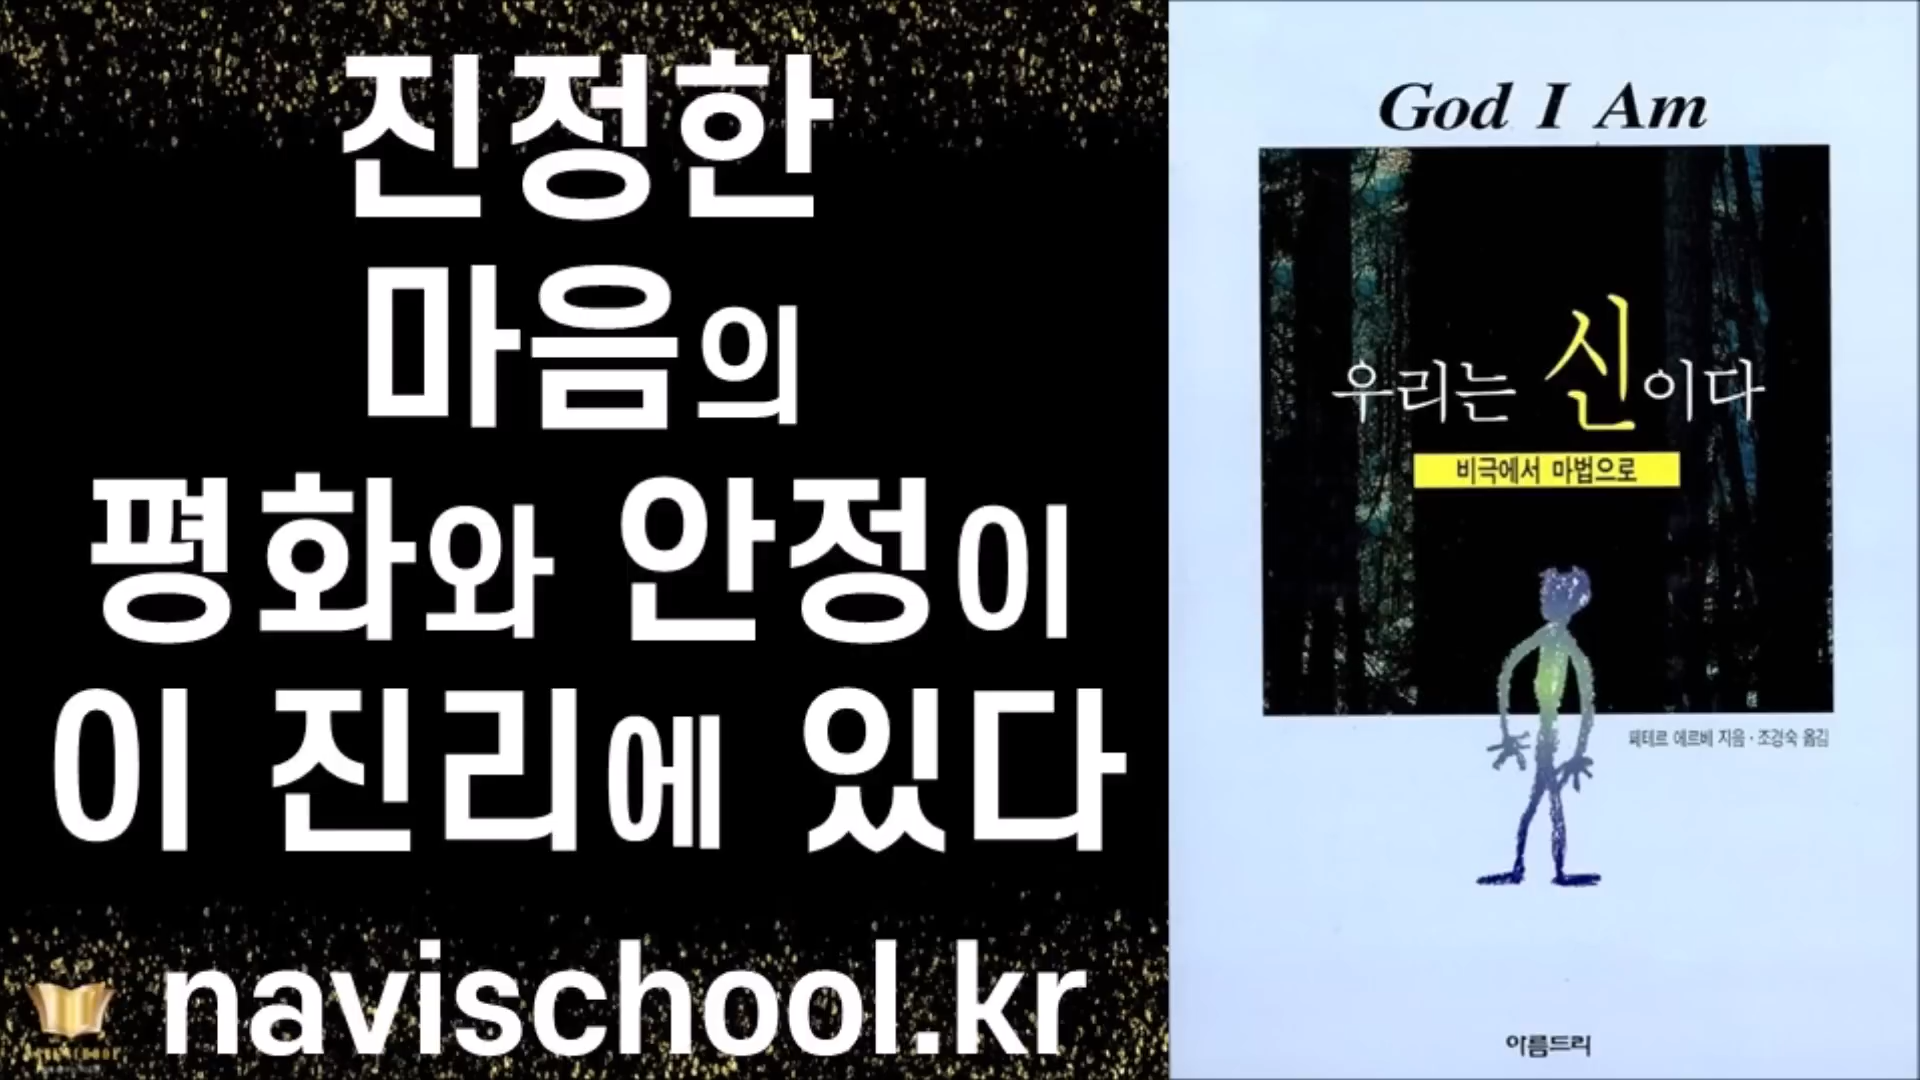 진정한
마음의
평화와 안정이
이 진리에 있다
navischool.kr
God I Am
우리는 신이다
비극에서 마법으로
페테르 에르베 지음·조경숙 옮김
아름드리